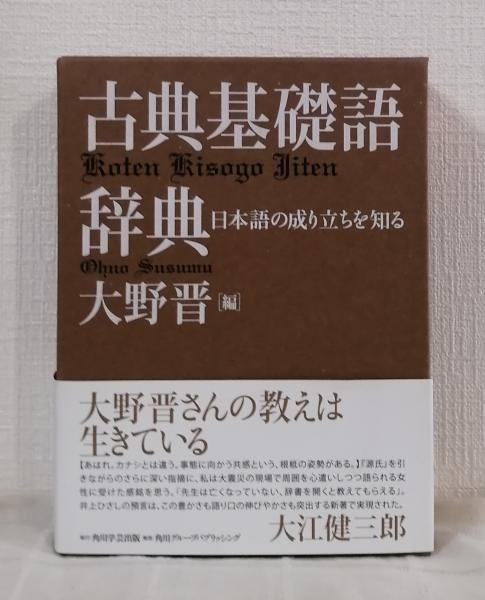 古典基礎語
Koten Kisogo Jiten
辞典 日本語の成り立ちを知る
Ohno Susumu
大野晋[編]
大野晋さんの教えは
生きている
【あはれ。カナシとは違う。事態に向かう共感という、根柢の姿勢がある。】『源氏』を引
きながらのさらに深い指摘に、私は大震災の現場で周囲を心遣いしつつ語られる女
性に受けた感銘を思う。「先生は亡くなっていない、辞書を開くと教えてもらえる」。
井上ひさしの預言は、この豊かさも語り口の伸びやかさも突出する新著で実現された。
大江健三郎
発行 角川学芸出版 発売 角川グループパブリッシング